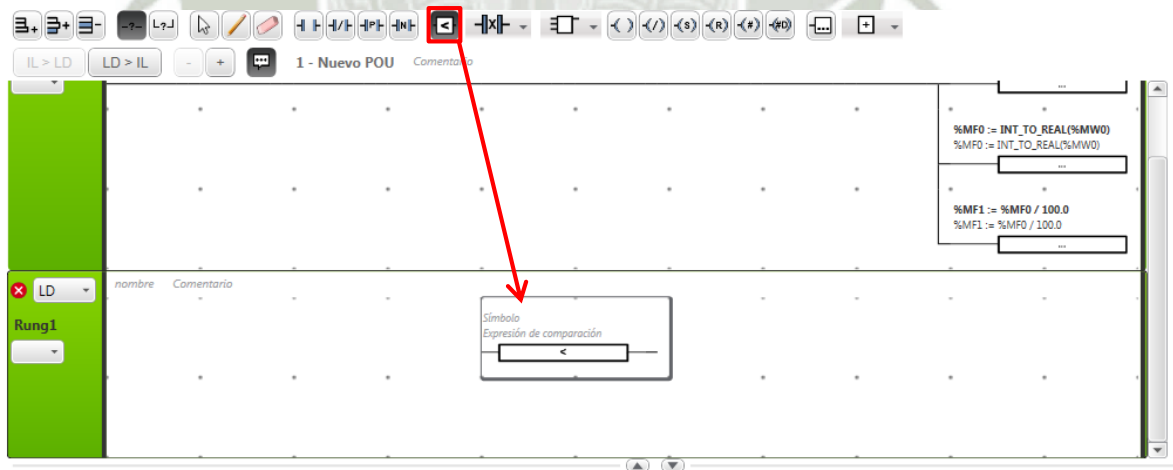 -?- L?┘ P N < X ( ) (/) (S) (R) (#) (#D) ... +
IL > LD LD > IL - + 1 - Nuevo POU Comentario
...
%MF0 := INT_TO_REAL(%MW0)
%MF0 := INT_TO_REAL(%MW0)
...
%MF1 := %MF0 / 100.0
%MF1 := %MF0 / 100.0
...
LD nombre Comentario
Rung1
Símbolo
Expresión de comparación
<